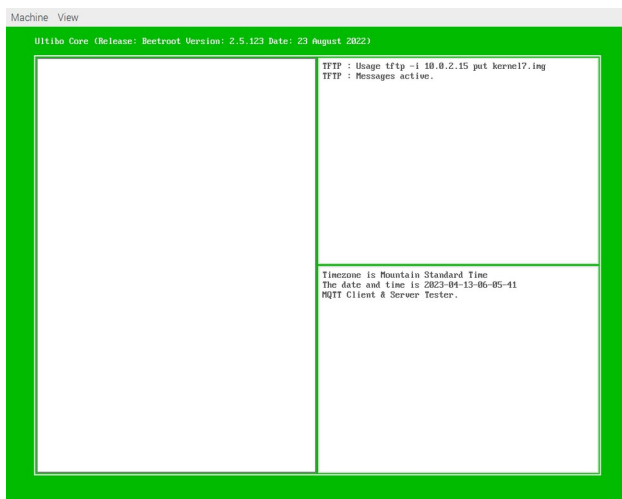 Machine View
Ultibo Core (Release: Beetroot Version: 2.5.123 Date: 23 August 2022)
TFTP : Usage tftp -i 10.0.2.15 put kernel7.img
TFTP : Messages active.
Timezone is Mountain Standard Time
The date and time is 2023-04-13-06-05-41
MQTT Client & Server Tester.